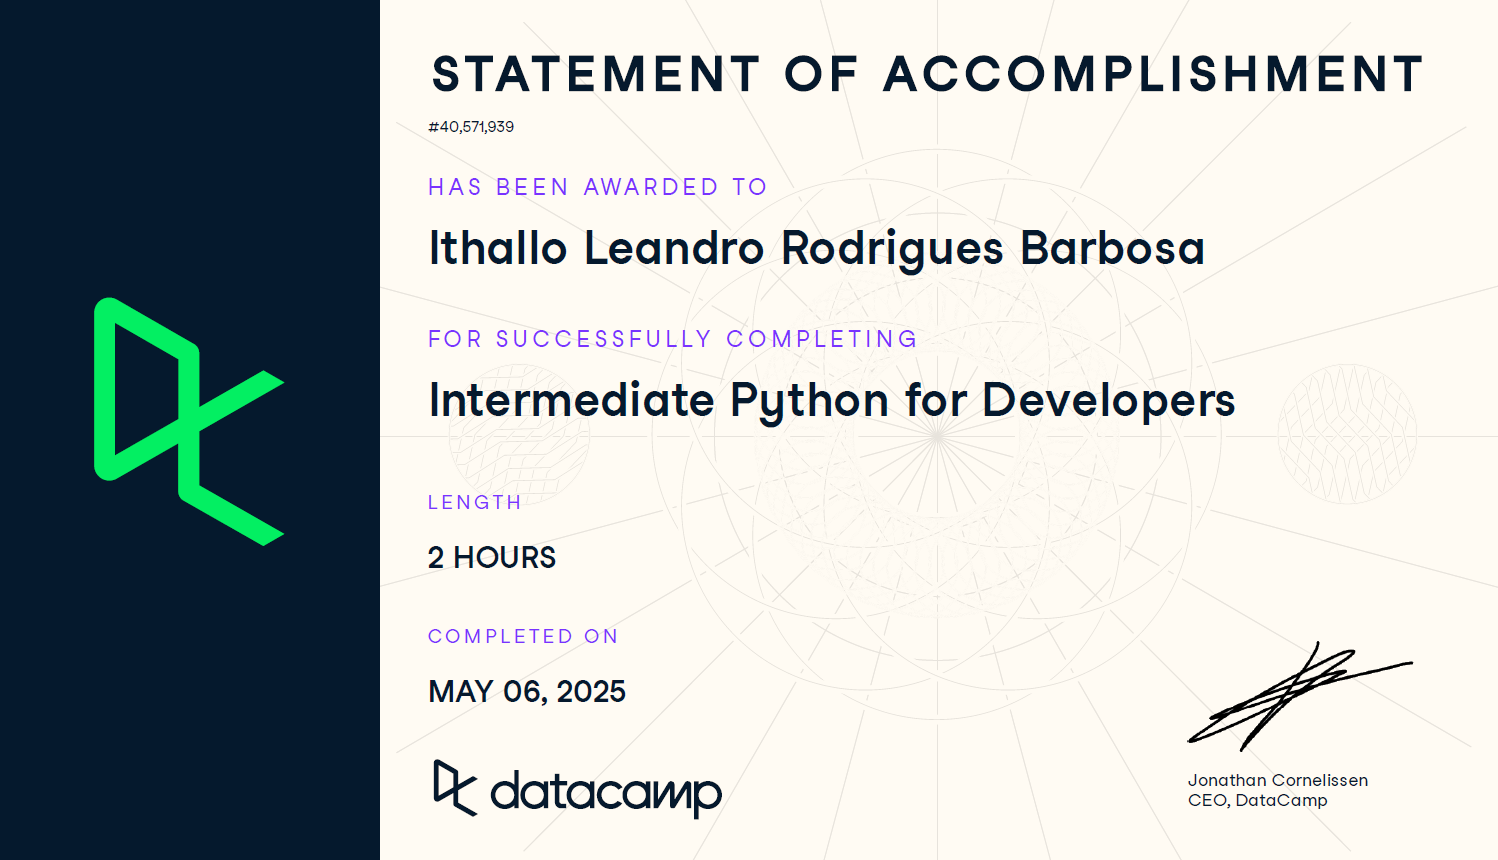 STATEMENT OF ACCOMPLISHMENT
#40,571,939
HAS BEEN AWARDED TO
Ithallo Leandro Rodrigues Barbosa
FOR SUCCESSFULLY COMPLETING
Intermediate Python for Developers
LENGTH
2 HOURS
COMPLETED ON
MAY 06, 2025
datacamp
Jonathan Cornelissen
CEO, DataCamp